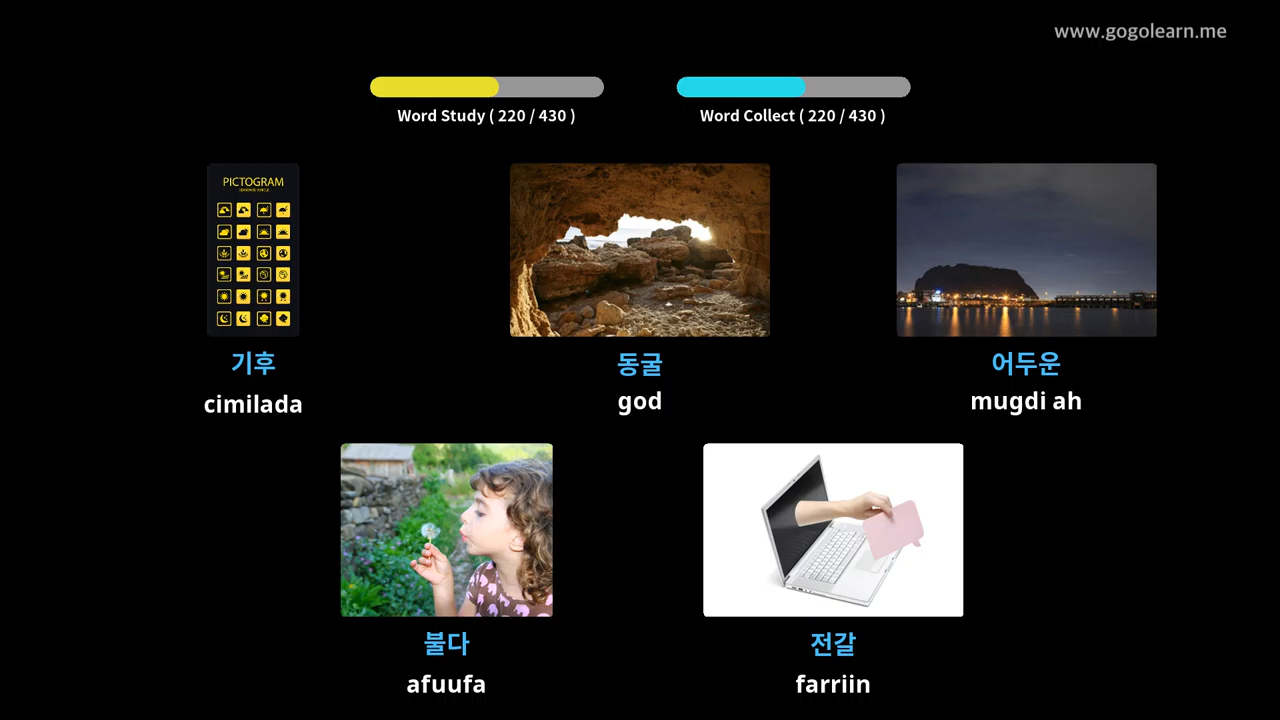 www.gogolearn.me
Word Study ( 220 / 430 )
Word Collect ( 220 / 430 )
PICTOGRAM
기후
cimilada
동굴
god
어두운
mugdi ah
불다
afuufa
전갈
farriin